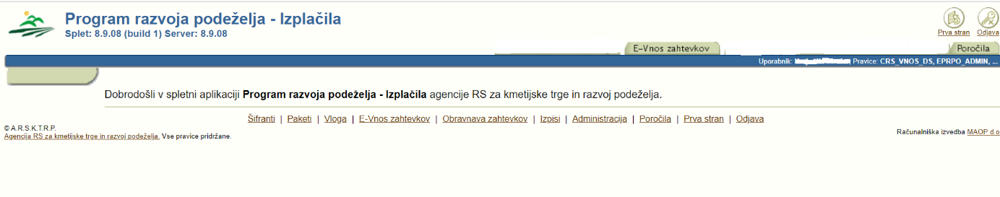 Program razvoja podeželja - Izplačila
Splet: 8.9.08 (build 1) Server: 8.9.08
Prva stran Odjava
E-Vnos zahtevkov Poročila
Uporabnik: Pravice: CRS_VNOS_DS, EPRPO_ADMIN, ...
Dobrodošli v spletni aplikaciji Program razvoja podeželja - Izplačila agencije RS za kmetijske trge in razvoj podeželja.
Šifranti | Paketi | Vloga | E-Vnos zahtevkov | Obravnava zahtevkov | Izpisi | Administracija | Poročila | Prva stran | Odjava
© A.R.S.K.T.R.P.
Agencija RS za kmetijske trge in razvoj podeželja. Vse pravice pridržane.
Računalniška izvedba MAOP d.o